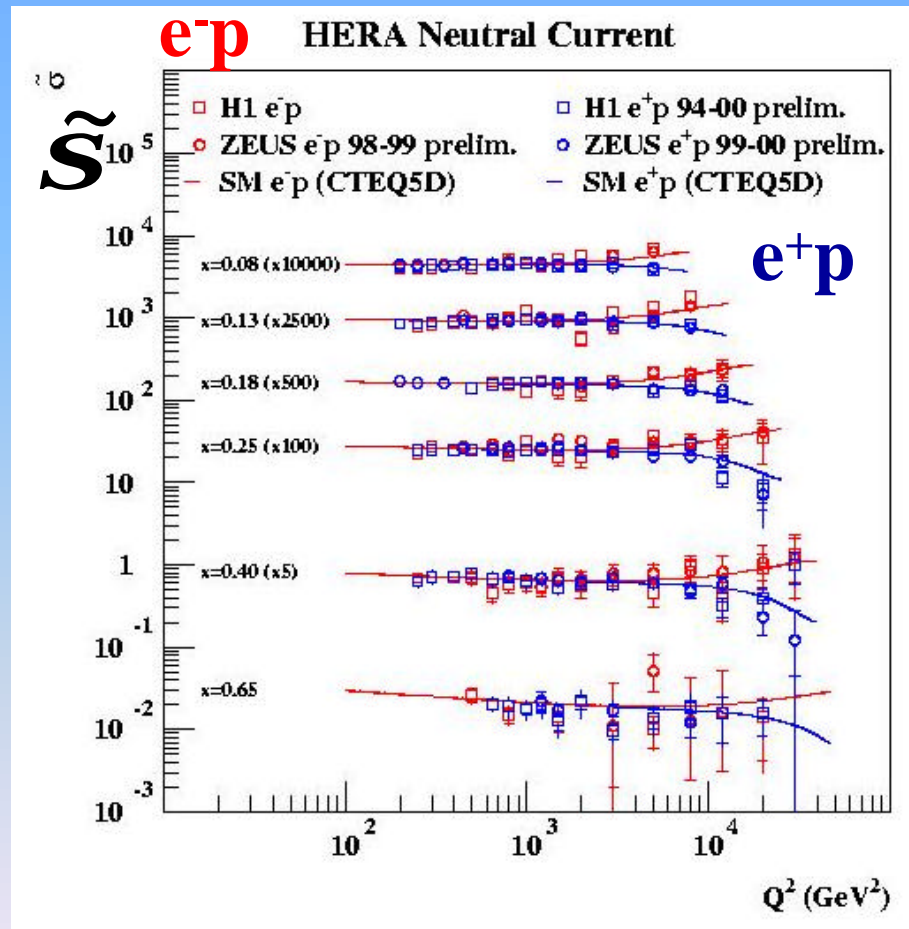 e⁻p HERA Neutral Current
σ̃
s̃
H1 e⁻p
ZEUS e⁻p 98-99 prelim.
SM e⁻p (CTEQ5D)
H1 e⁺p 94-00 prelim.
ZEUS e⁺p 99-00 prelim.
SM e⁺p (CTEQ5D)
e⁺p
10⁵
10⁴
10³
10²
10
1
10⁻¹
10⁻²
10⁻³
x=0.08 (x10000)
x=0.13 (x2500)
x=0.18 (x500)
x=0.25 (x100)
x=0.40 (x5)
x=0.65
10² 10³ 10⁴
Q² (GeV²)